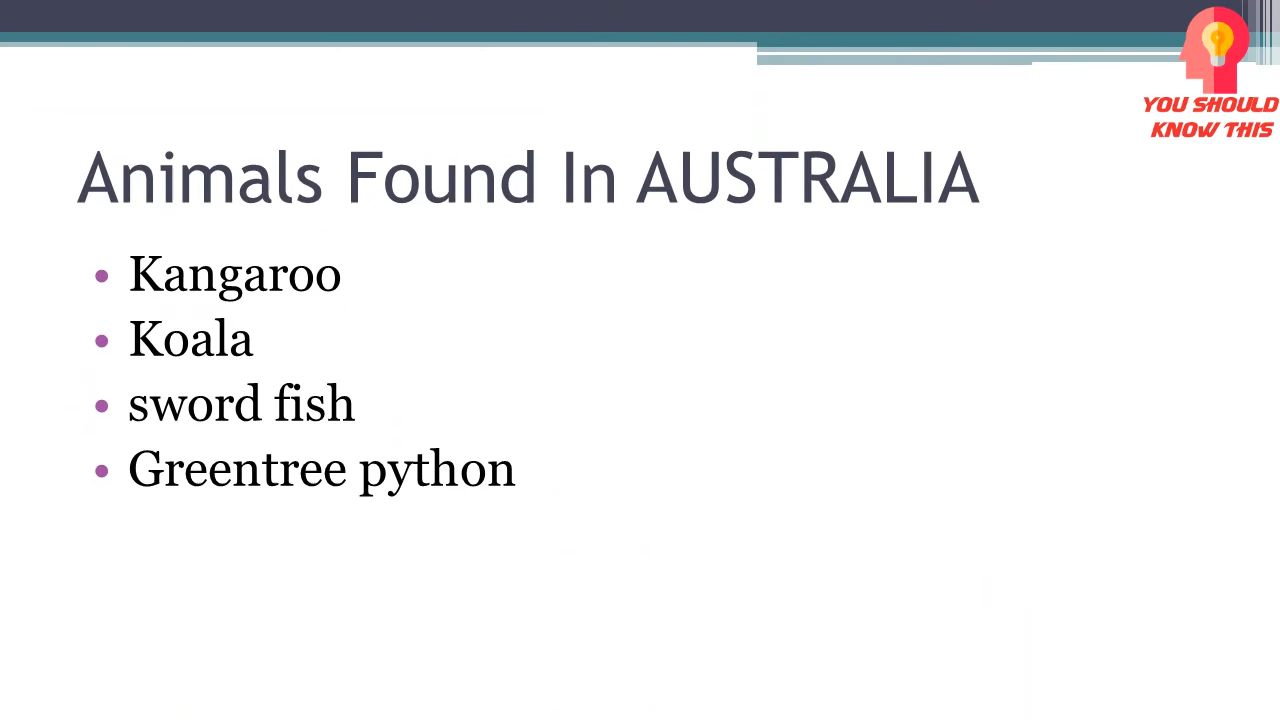 YOU SHOULD
KNOW THIS
Animals Found In AUSTRALIA
• Kangaroo
• Koala
• sword fish
• Greentree python